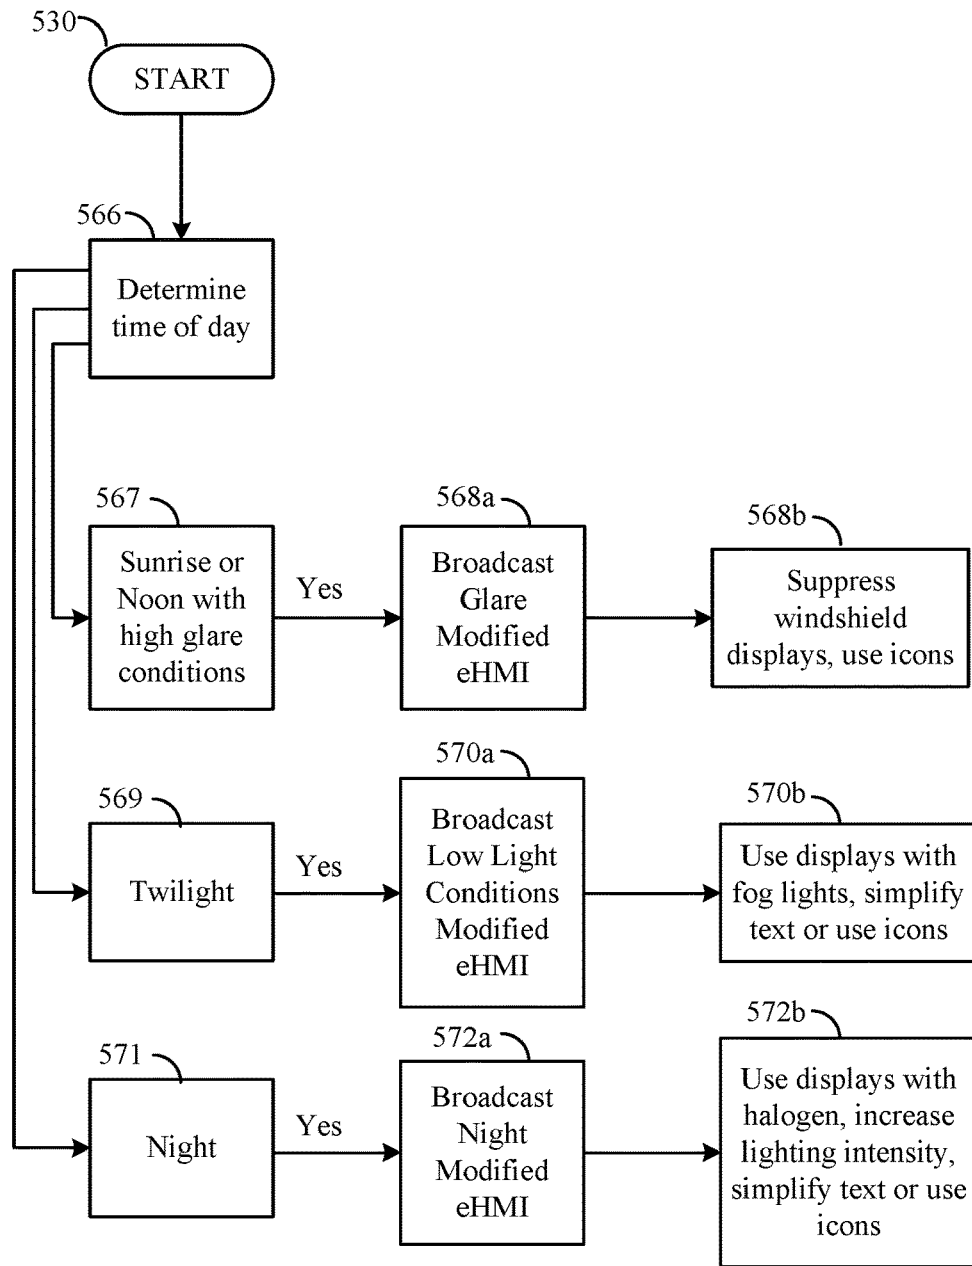 530
START
566
Determine
time of day
567
Sunrise or
Noon with
high glare
conditions
Yes
568a
Broadcast
Glare
Modified
eHMI
568b
Suppress
windshield
displays, use icons
569
Twilight
Yes
570a
Broadcast
Low Light
Conditions
Modified
eHMI
570b
Use displays with
fog lights, simplify
text or use icons
571
Night
Yes
572a
Broadcast
Night
Modified
eHMI
572b
Use displays with
halogen, increase
lighting intensity,
simplify text or use
icons